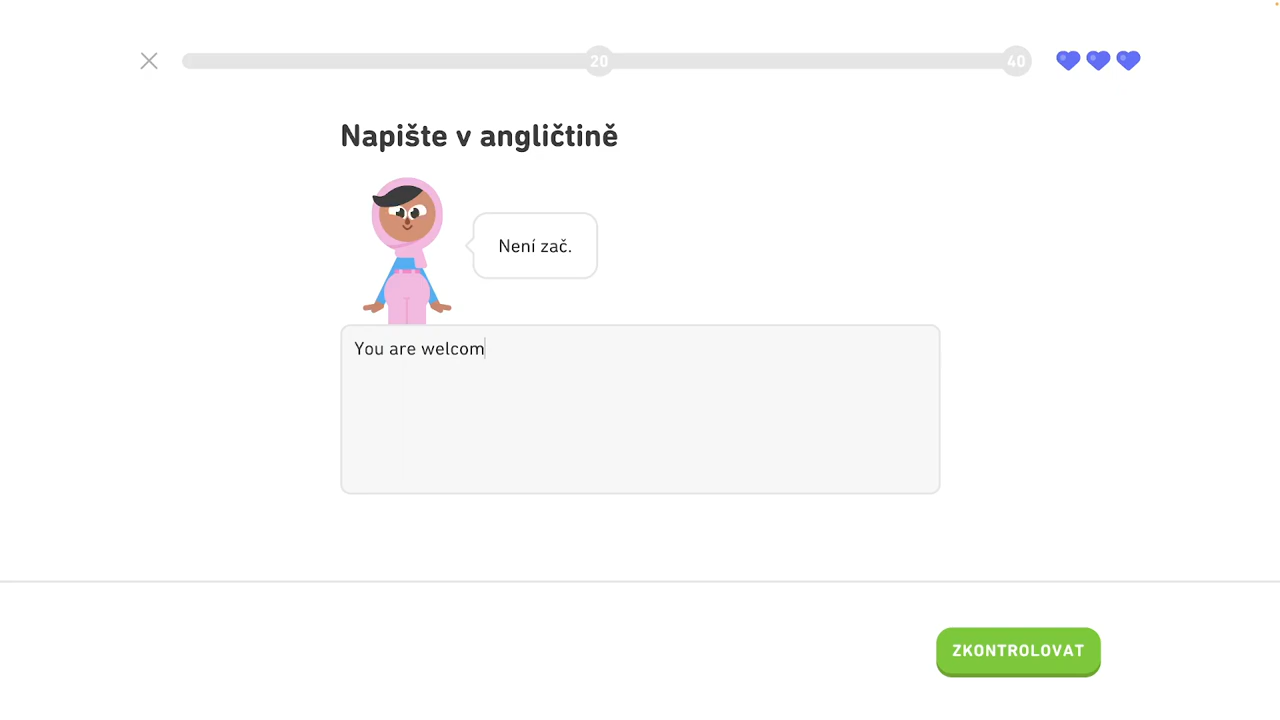 20
40
Napište v angličtině
Není zač.
You are welcom
ZKONTROLOVAT